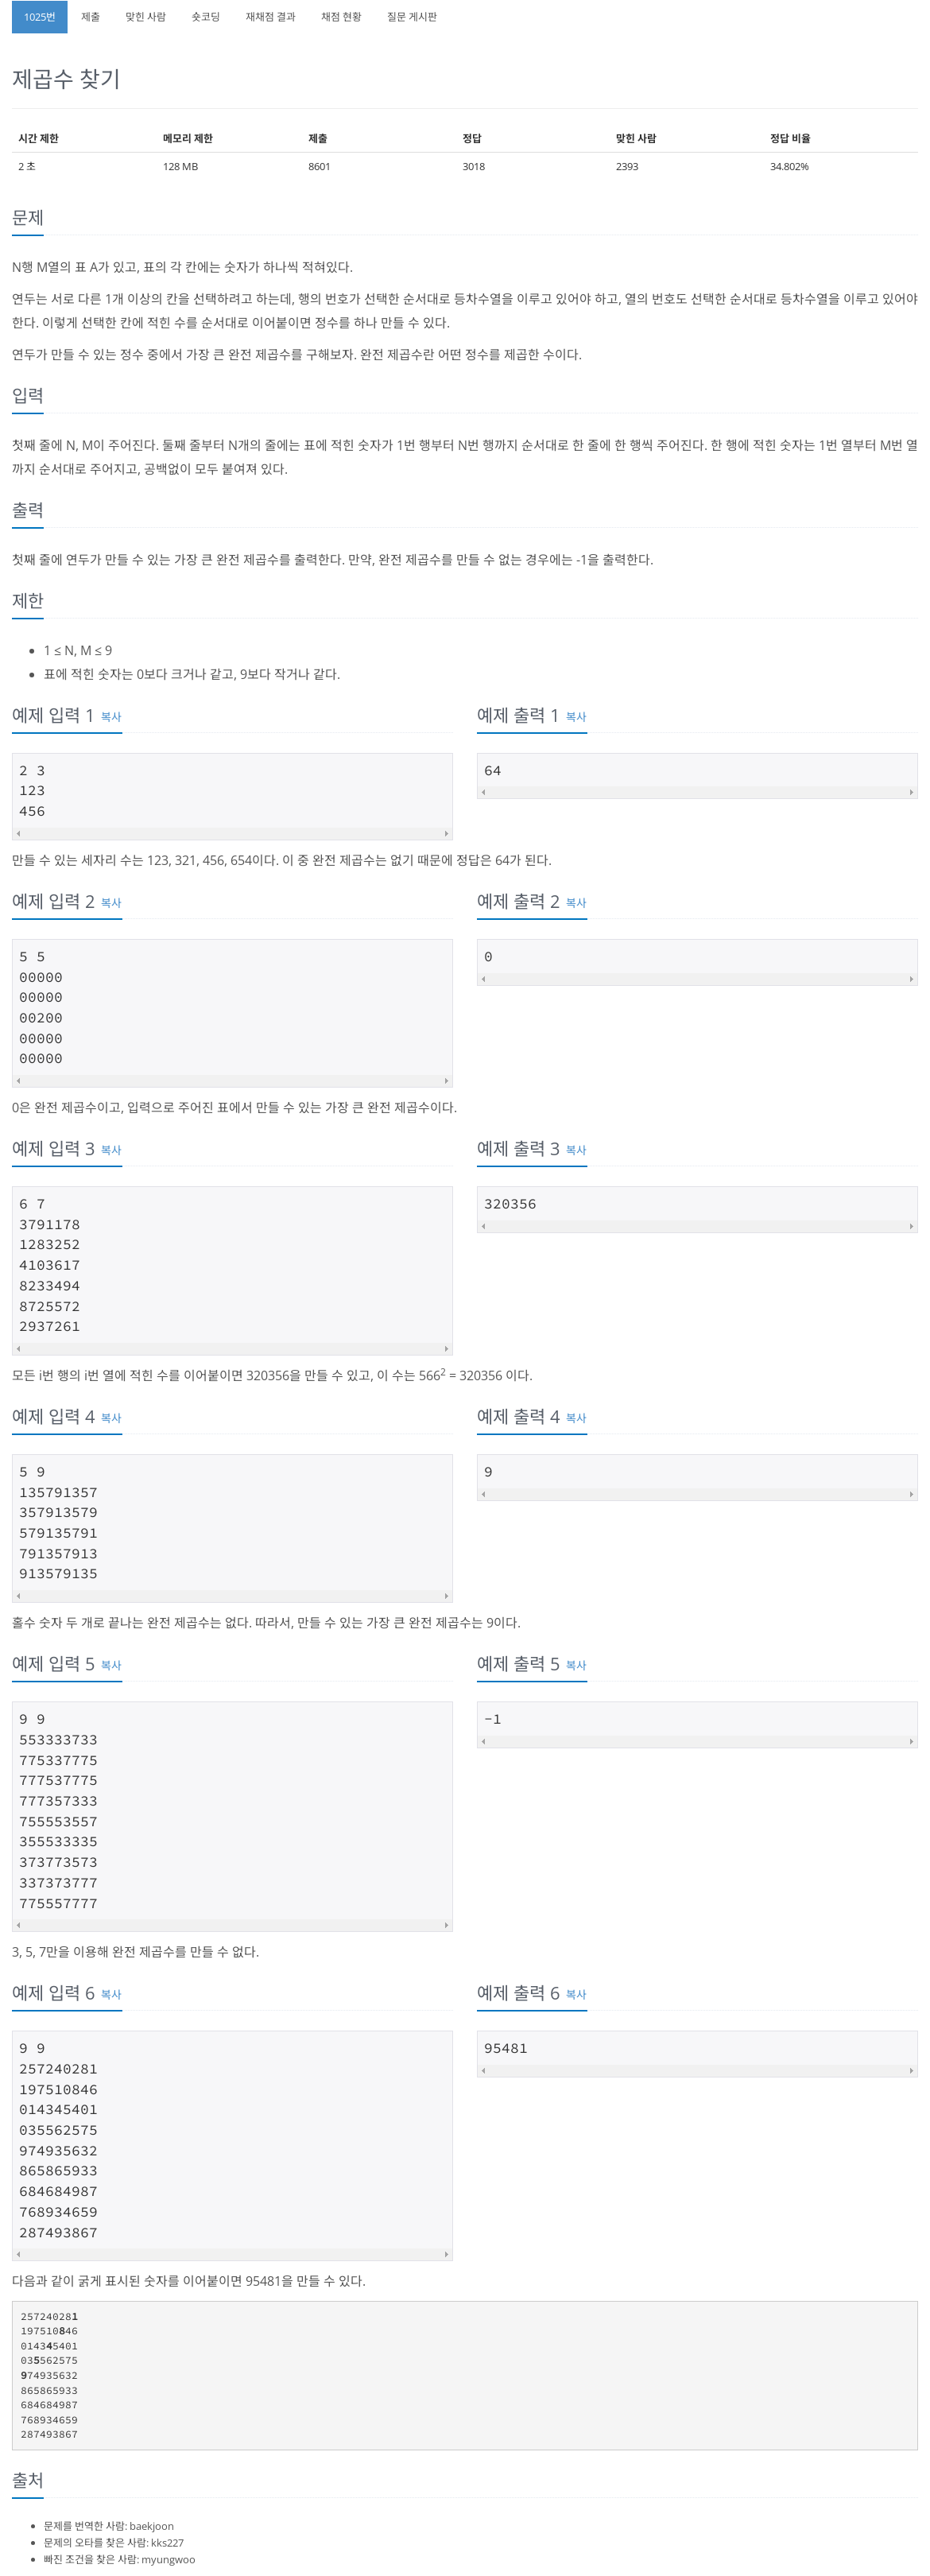 1025번 제출 맞힌 사람 숏코딩 재채점 결과 채점 현황 질문 게시판
제곱수 찾기
시간 제한 메모리 제한 제출 정답 맞힌 사람 정답 비율
2 초 128 MB 8601 3018 2393 34.802%
문제
N행 M열의 표 A가 있고, 표의 각 칸에는 숫자가 하나씩 적혀있다.
연두는 서로 다른 1개 이상의 칸을 선택하려고 하는데, 행의 번호가 선택한 순서대로 등차수열을 이루고 있어야 하고, 열의 번호도 선택한 순서대로 등차수열을 이루고 있어야
한다. 이렇게 선택한 칸에 적힌 수를 순서대로 이어붙이면 정수를 하나 만들 수 있다.
연두가 만들 수 있는 정수 중에서 가장 큰 완전 제곱수를 구해보자. 완전 제곱수란 어떤 정수를 제곱한 수이다.
입력
첫째 줄에 N, M이 주어진다. 둘째 줄부터 N개의 줄에는 표에 적힌 숫자가 1번 행부터 N번 행까지 순서대로 한 줄에 한 행씩 주어진다. 한 행에 적힌 숫자는 1번 열부터 M번 열
까지 순서대로 주어지고, 공백없이 모두 붙여져 있다.
출력
첫째 줄에 연두가 만들 수 있는 가장 큰 완전 제곱수를 출력한다. 만약, 완전 제곱수를 만들 수 없는 경우에는 -1을 출력한다.
제한
• 1 ≤ N, M ≤ 9
• 표에 적힌 숫자는 0보다 크거나 같고, 9보다 작거나 같다.
예제 입력 1 복사 예제 출력 1 복사
2 3 64
123
456
만들 수 있는 세자리 수는 123, 321, 456, 654이다. 이 중 완전 제곱수는 없기 때문에 정답은 64가 된다.
예제 입력 2 복사 예제 출력 2 복사
5 5 0
00000
00000
00200
00000
00000
0은 완전 제곱수이고, 입력으로 주어진 표에서 만들 수 있는 가장 큰 완전 제곱수이다.
예제 입력 3 복사 예제 출력 3 복사
6 7 320356
3791178
1283252
4103617
8233494
8725572
2937261
모든 i번 행의 i번 열에 적힌 수를 이어붙이면 320356을 만들 수 있고, 이 수는 566² = 320356 이다.
예제 입력 4 복사 예제 출력 4 복사
5 9 9
135791357
357913579
579135791
791357913
913579135
홀수 숫자 두 개로 끝나는 완전 제곱수는 없다. 따라서, 만들 수 있는 가장 큰 완전 제곱수는 9이다.
예제 입력 5 복사 예제 출력 5 복사
9 9 -1
553333733
775337775
777537775
777357333
755553557
355533335
373773573
337373777
775557777
3, 5, 7만을 이용해 완전 제곱수를 만들 수 없다.
예제 입력 6 복사 예제 출력 6 복사
9 9 95481
257240281
197510846
014345401
035562575
974935632
865865933
684684987
768934659
287493867
다음과 같이 굵게 표시된 숫자를 이어붙이면 95481을 만들 수 있다.
257240281
197510846
014345401
035562575
974935632
865865933
684684987
768934659
287493867
출처
• 문제를 번역한 사람: baekjoon
• 문제의 오타를 찾은 사람: kks227
• 빠진 조건을 찾은 사람: myungwoo